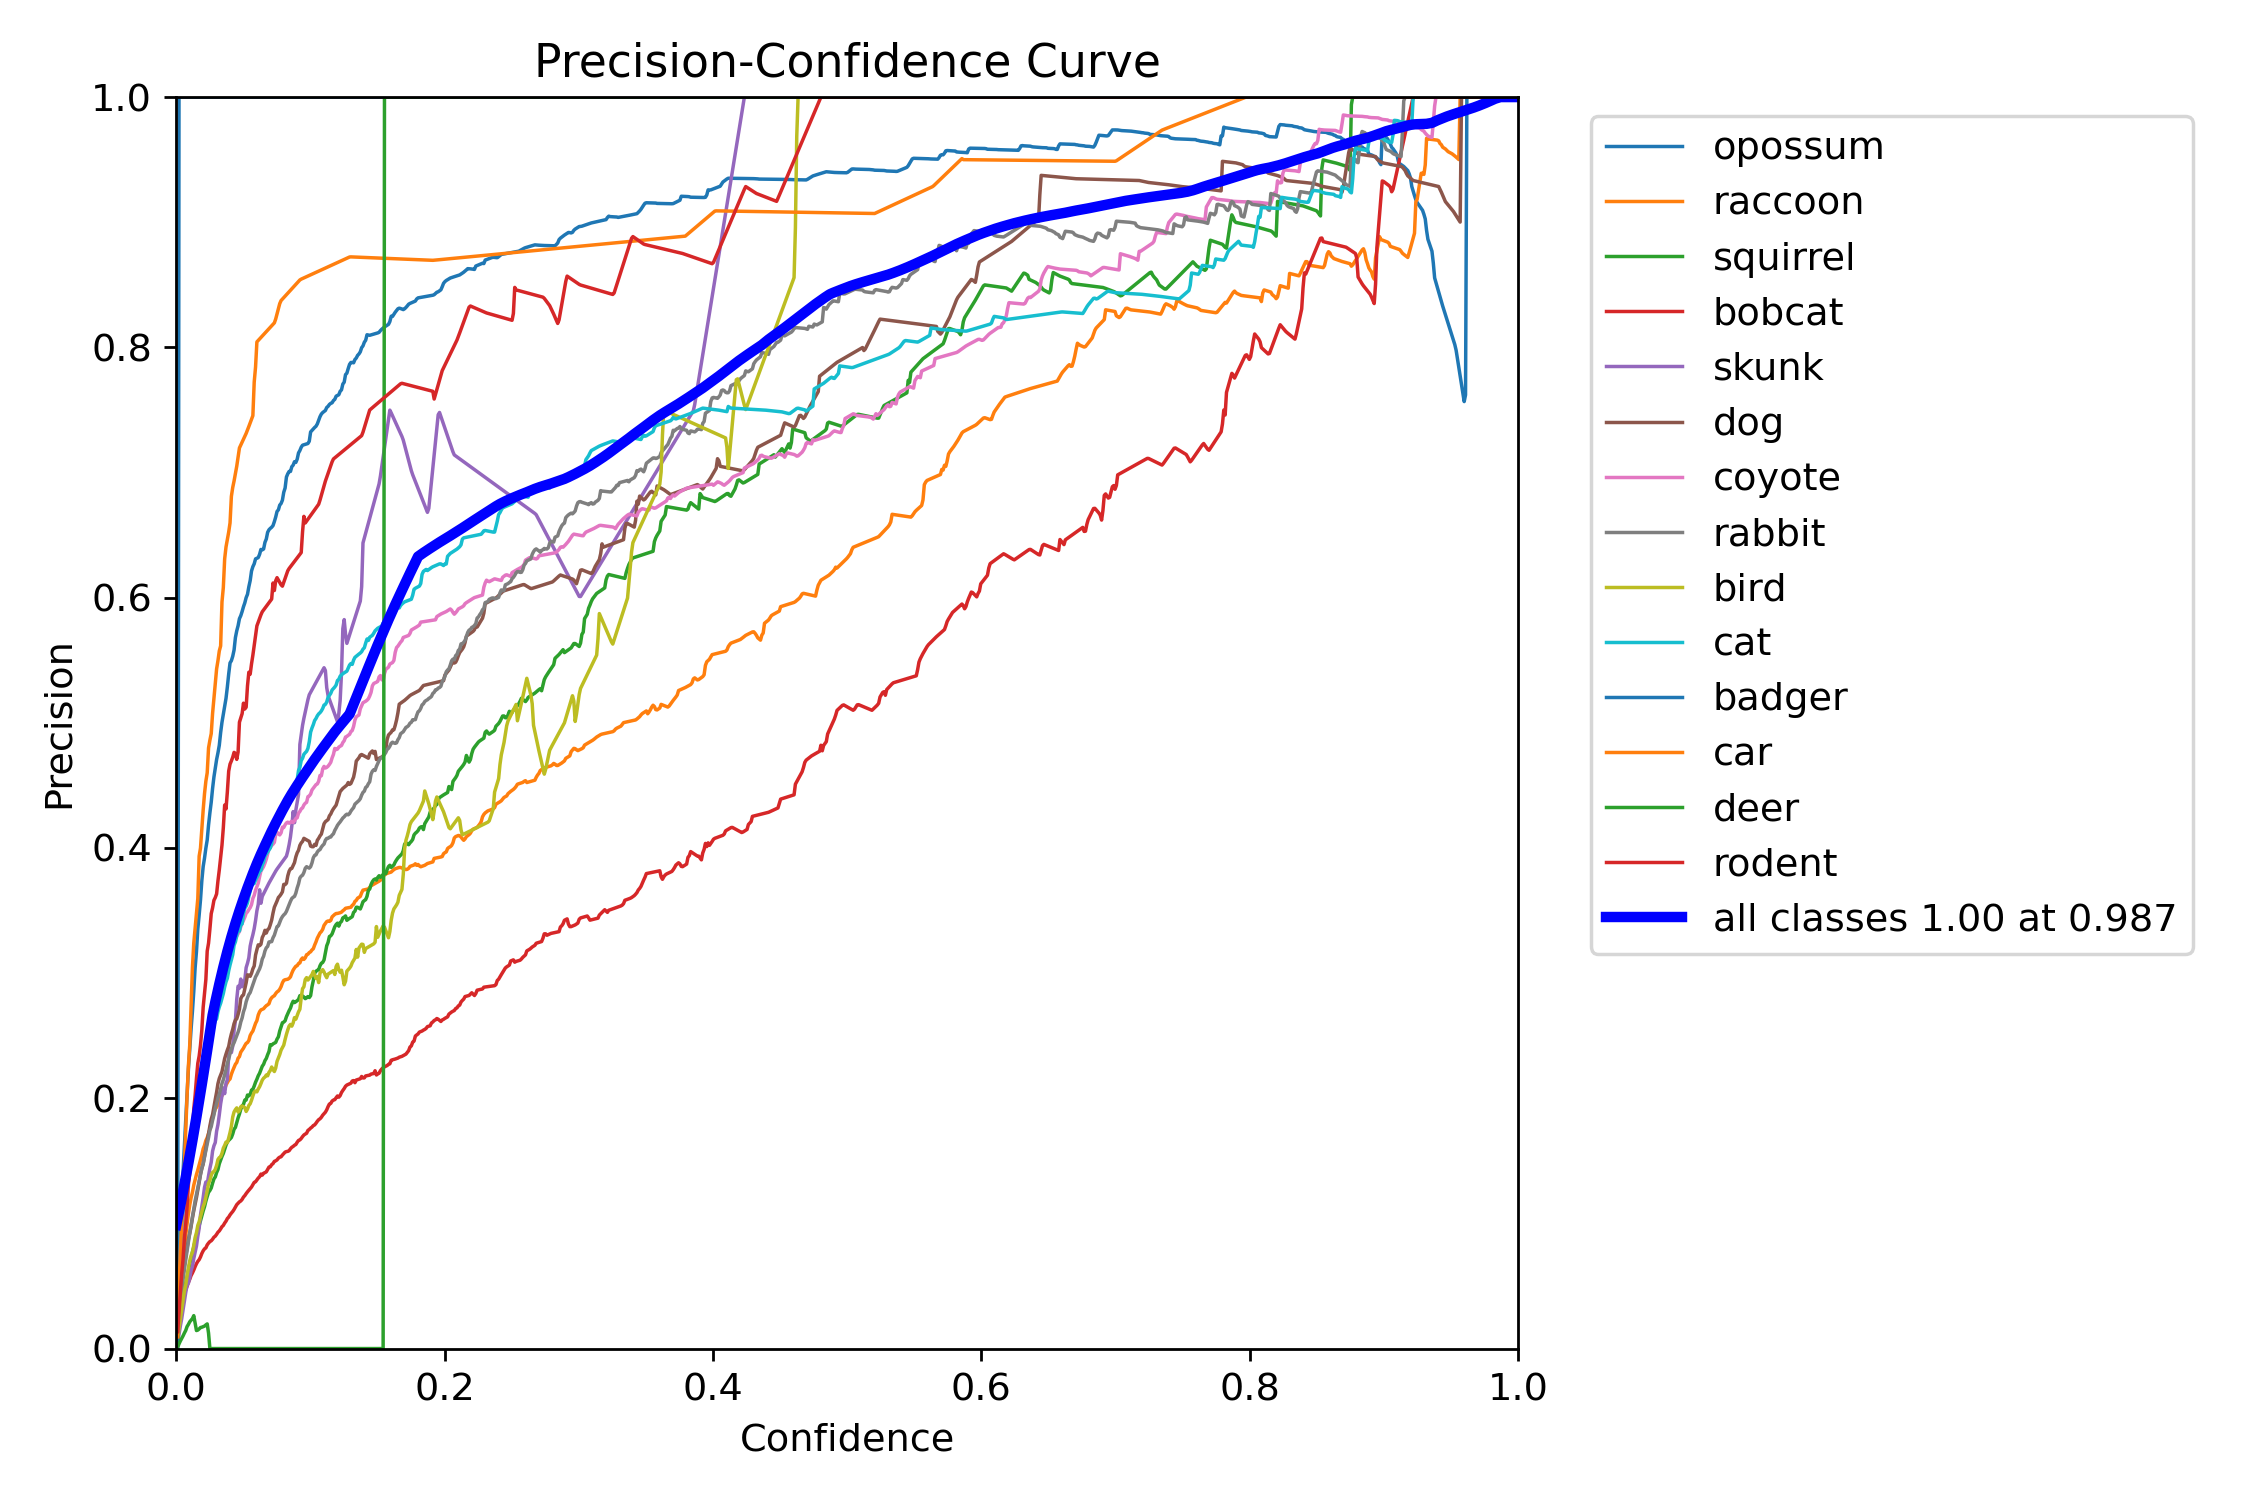 Precision-Confidence Curve
1.0
0.8
0.6
0.4
0.2
0.0
Precision
0.0 0.2 0.4 0.6 0.8 1.0
Confidence
opossum
raccoon
squirrel
bobcat
skunk
dog
coyote
rabbit
bird
cat
badger
car
deer
rodent
all classes 1.00 at 0.987